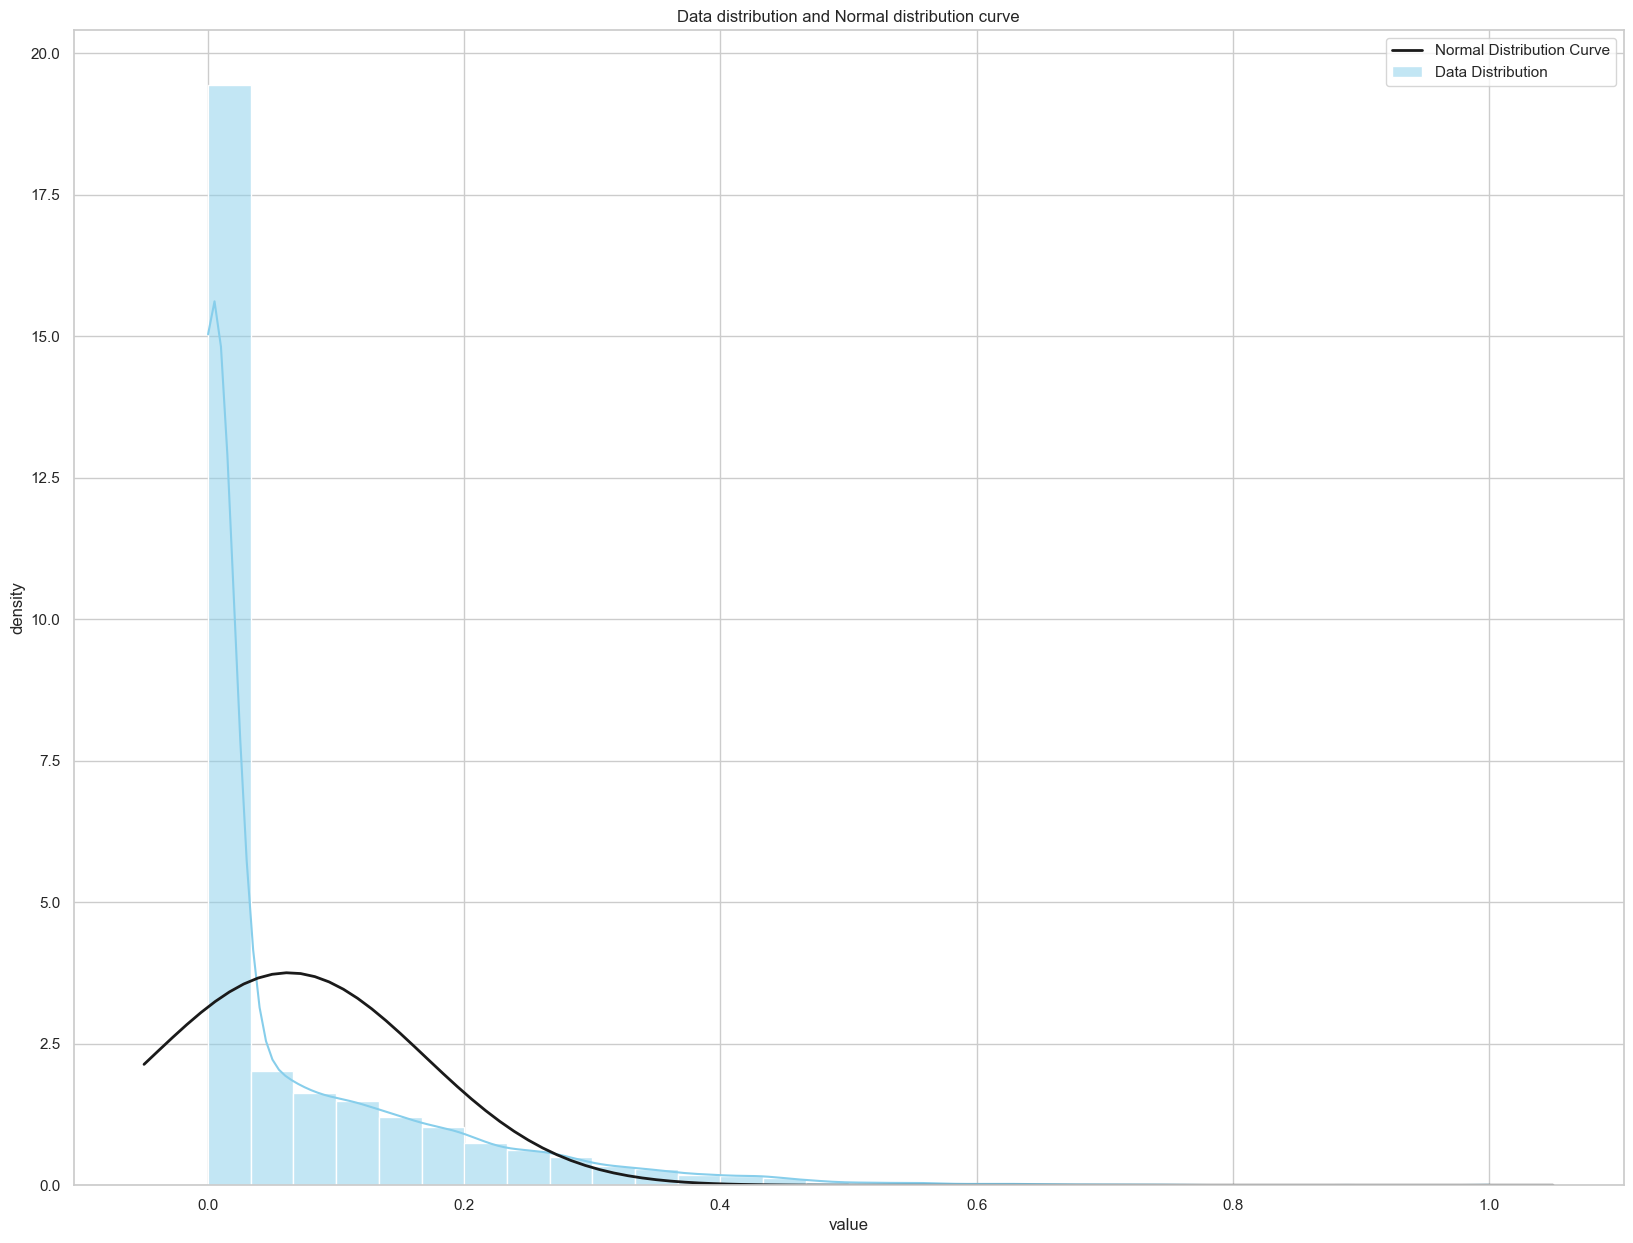 Data distribution and Normal distribution curve
Normal Distribution Curve
Data Distribution
density
20.0
17.5
15.0
12.5
10.0
7.5
5.0
2.5
0.0
0.0 0.2 0.4 0.6 0.8 1.0
value